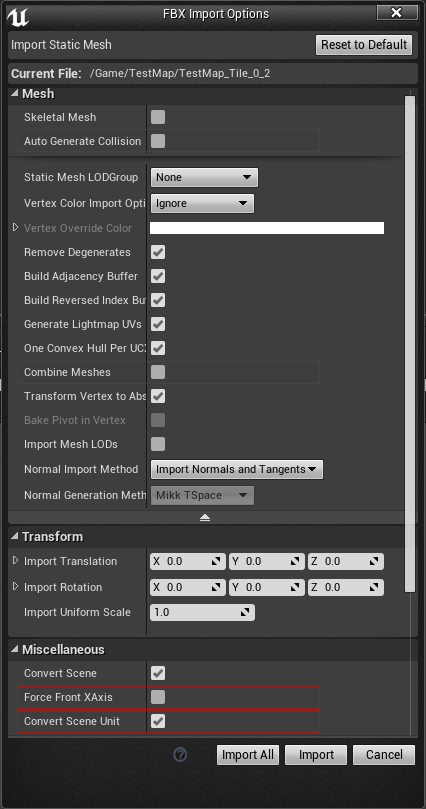 FBX Import Options
Import Static Mesh
Reset to Default
Current File: /Game/TestMap/TestMap_Tile_0_2
Mesh
Skeletal Mesh
Auto Generate Collision
Static Mesh LODGroup None
Vertex Color Import Opti Ignore
Vertex Override Color
Remove Degenerates
Build Adjacency Buffer
Build Reversed Index Bu
Generate Lightmap UVs
One Convex Hull Per UC
Combine Meshes
Transform Vertex to Abs
Bake Pivot in Vertex
Import Mesh LODs
Normal Import Method Import Normals and Tangents
Normal Generation Meth Mikk TSpace
Transform
Import Translation X 0.0 Y 0.0 Z 0.0
Import Rotation X 0.0 Y 0.0 Z 0.0
Import Uniform Scale 1.0
Miscellaneous
Convert Scene
Force Front XAxis
Convert Scene Unit
? Import All Import Cancel